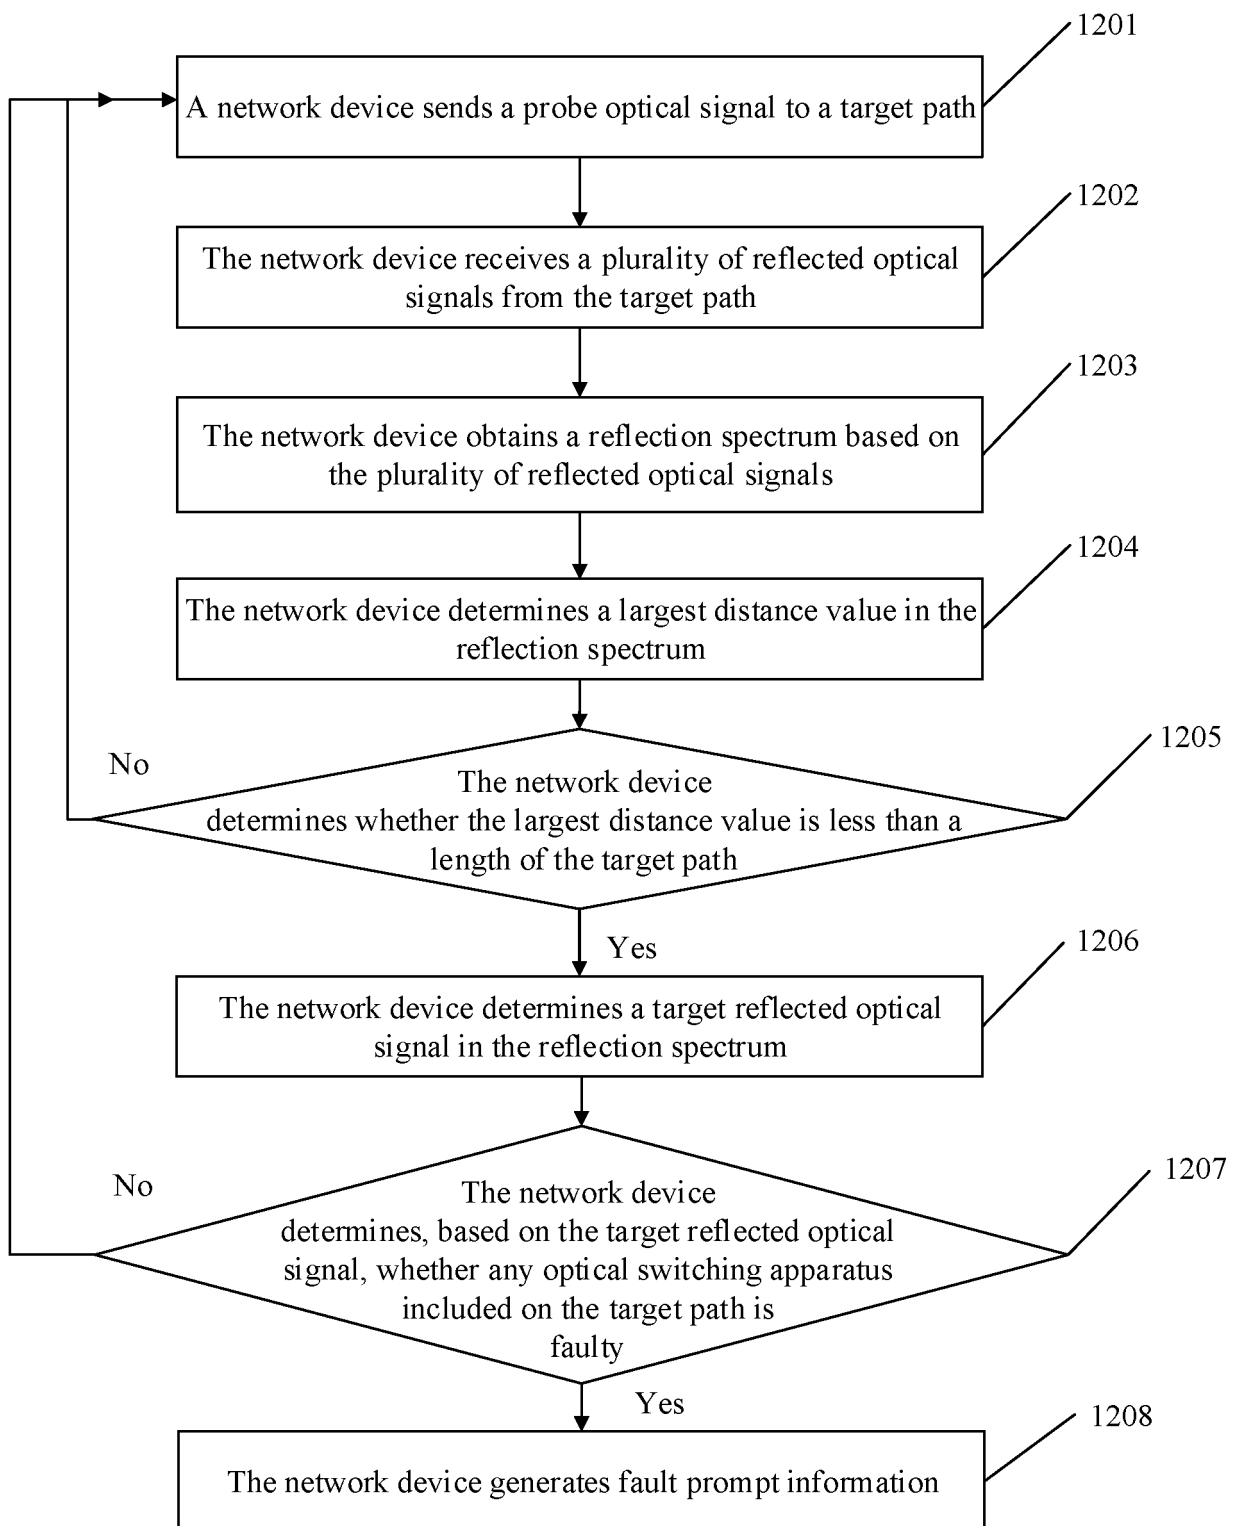 1201
A network device sends a probe optical signal to a target path
1202
The network device receives a plurality of reflected optical
signals from the target path
1203
The network device obtains a reflection spectrum based on
the plurality of reflected optical signals
1204
The network device determines a largest distance value in the
reflection spectrum
1205
No
The network device
determines whether the largest distance value is less than a
length of the target path
Yes
1206
The network device determines a target reflected optical
signal in the reflection spectrum
1207
No
The network device
determines, based on the target reflected optical
signal, whether any optical switching apparatus
included on the target path is
faulty
Yes
1208
The network device generates fault prompt information